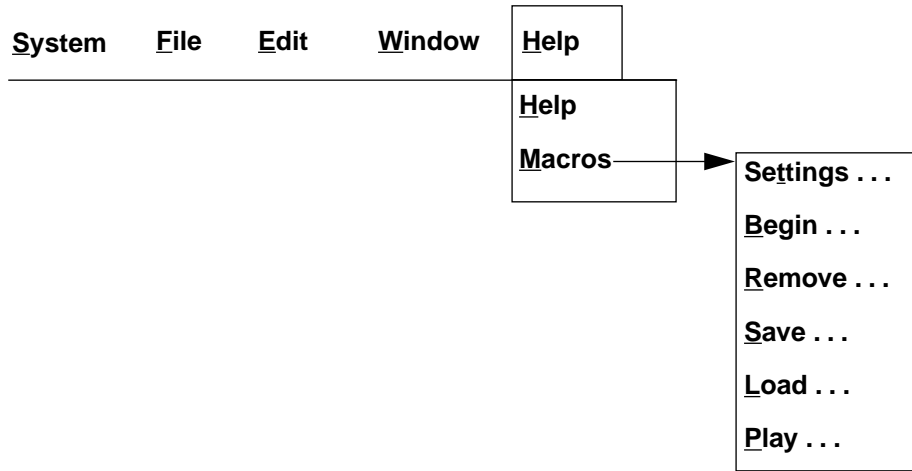 System File Edit Window Help
Help
Macros
Settings . . .
Begin . . .
Remove . . .
Save . . .
Load . . .
Play . . .